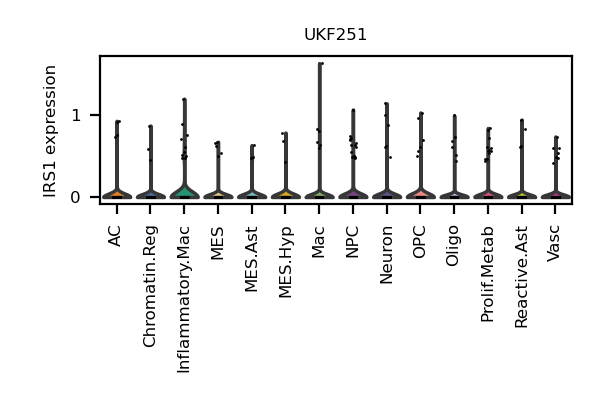 UKF251
IRS1 expression
1
0
AC
Chromatin.Reg
Inflammatory.Mac
MES
MES.Ast
MES.Hyp
Mac
NPC
Neuron
OPC
Oligo
Prolif.Metab
Reactive.Ast
Vasc